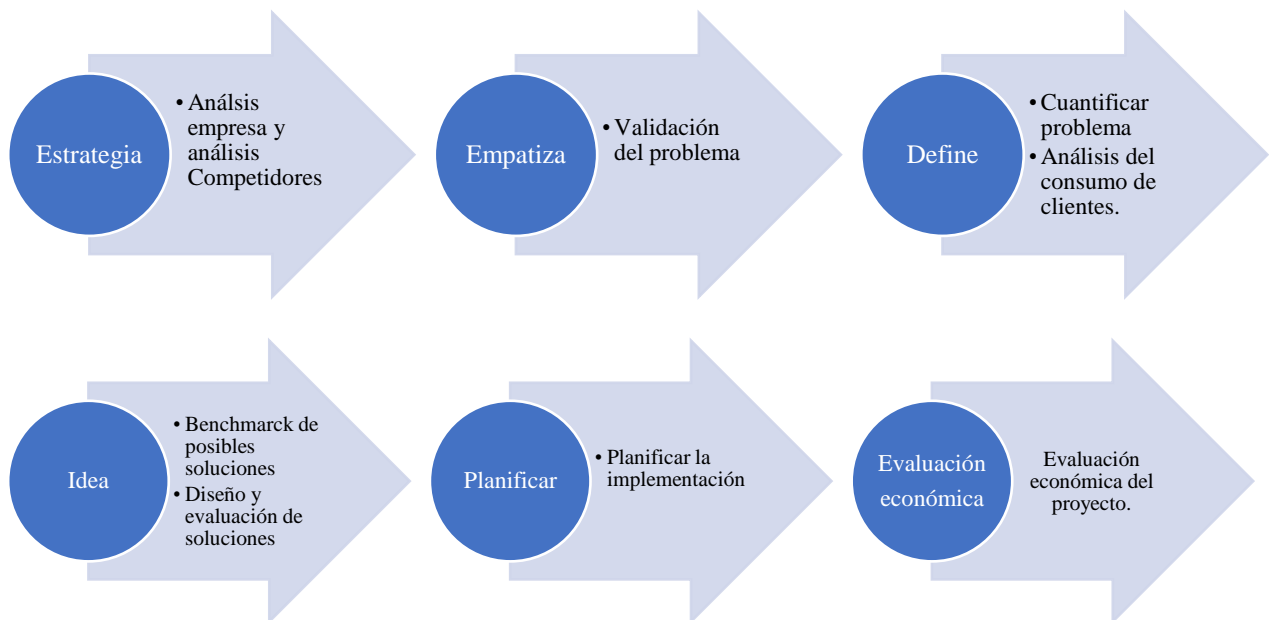 Estrategia
• Análsis
empresa y
análisis
Competidores
Empatiza
• Validación
del problema
Define
• Cuantificar
problema
• Análisis del
consumo de
clientes.
Idea
• Benchmarck de
posibles
soluciones
• Diseño y
evaluación de
soluciones
Planificar
• Planificar la
implementación
Evaluación
económica
Evaluación
económica del
proyecto.